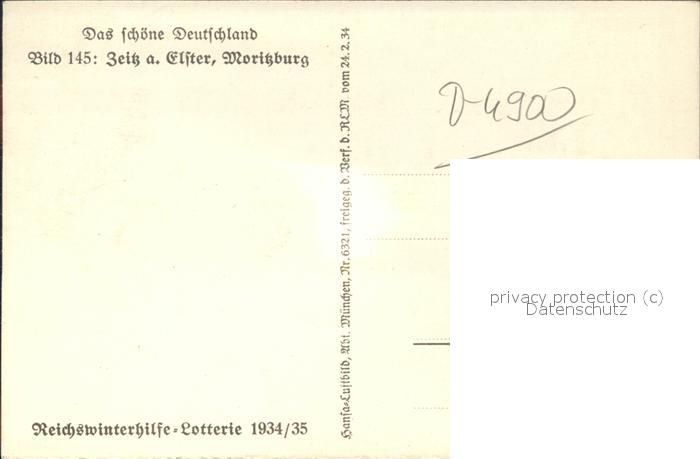 Das schöne Deutschland
Bild 145: Zeitz a. Elster, Moritzburg
Reichswinterhilfe-Lotterie 1934/35
Hansa-Luftbild, Abt. München, Nr. 6321, freigeg. d. Verf. d. RLM vom 24. 2. 34
D-4900
privacy protection (c)
Datenschutz